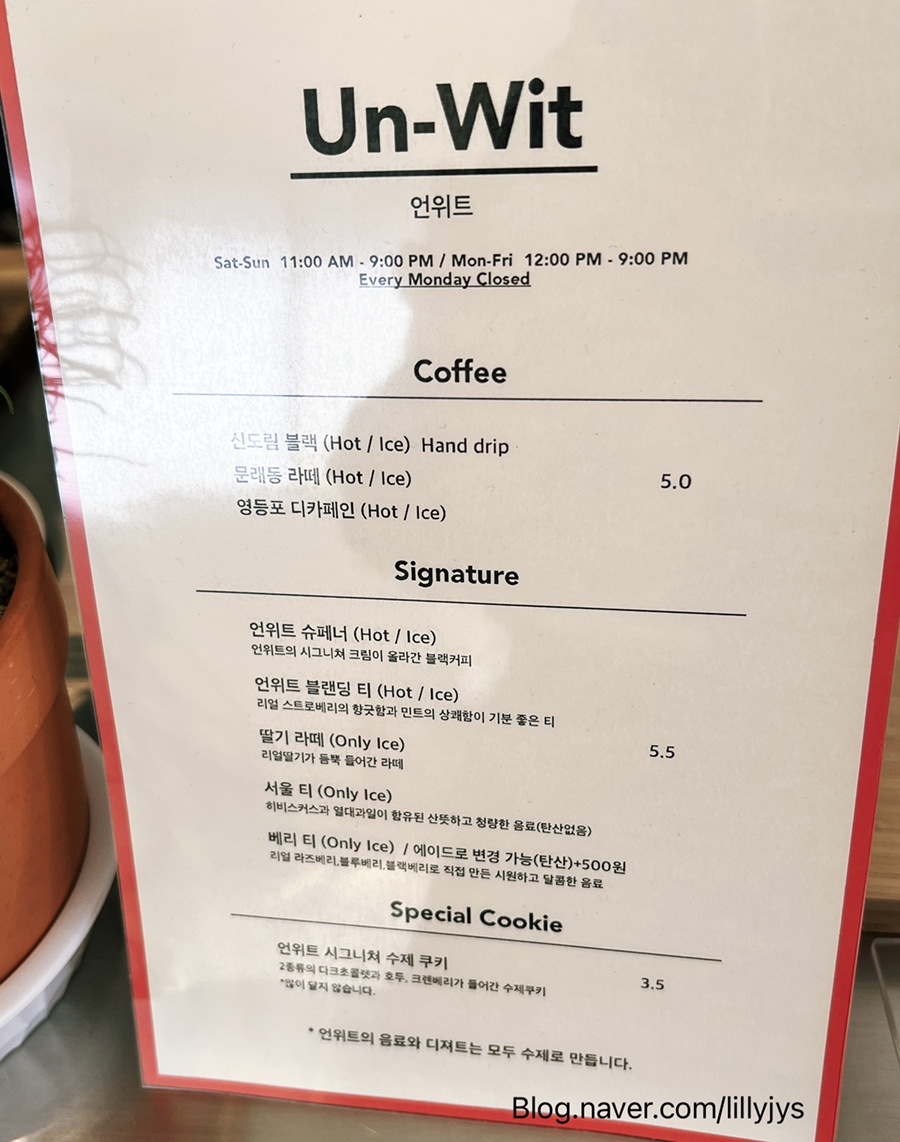 Un-Wit
언위트
Sat-Sun 11:00 AM - 9:00 PM / Mon-Fri 12:00 PM - 9:00 PM
Every Monday Closed
Coffee
신도림 블랙 (Hot / Ice) Hand drip
문래동 라떼 (Hot / Ice) 5.0
영등포 디카페인 (Hot / Ice)
Signature
언위트 슈페너 (Hot / Ice)
언위트의 시그니쳐 크림이 올라간 블랙커피
언위트 블랜딩 티 (Hot / Ice)
리얼 스트로베리의 향긋함과 민트의 상쾌함이 기분 좋은 티
딸기 라떼 (Only Ice) 5.5
리얼딸기가 듬뿍 들어간 라떼
서울 티 (Only Ice)
히비스커스과 열대과일이 함유된 산뜻하고 청량한 음료(탄산없음)
베리 티 (Only Ice) / 에이드로 변경 가능(탄산)+500원
리얼 라즈베리,블루베리,블랙베리로 직접 만든 시원하고 달콤한 음료
Special Cookie
언위트 시그니쳐 수제 쿠키 3.5
2종류의 다크초콜렛과 호두, 크렌베리가 들어간 수제쿠키
*많이 달지 않습니다.
* 언위트의 음료와 디져트는 모두 수제로 만듭니다.
Blog.naver.com/lillyjys